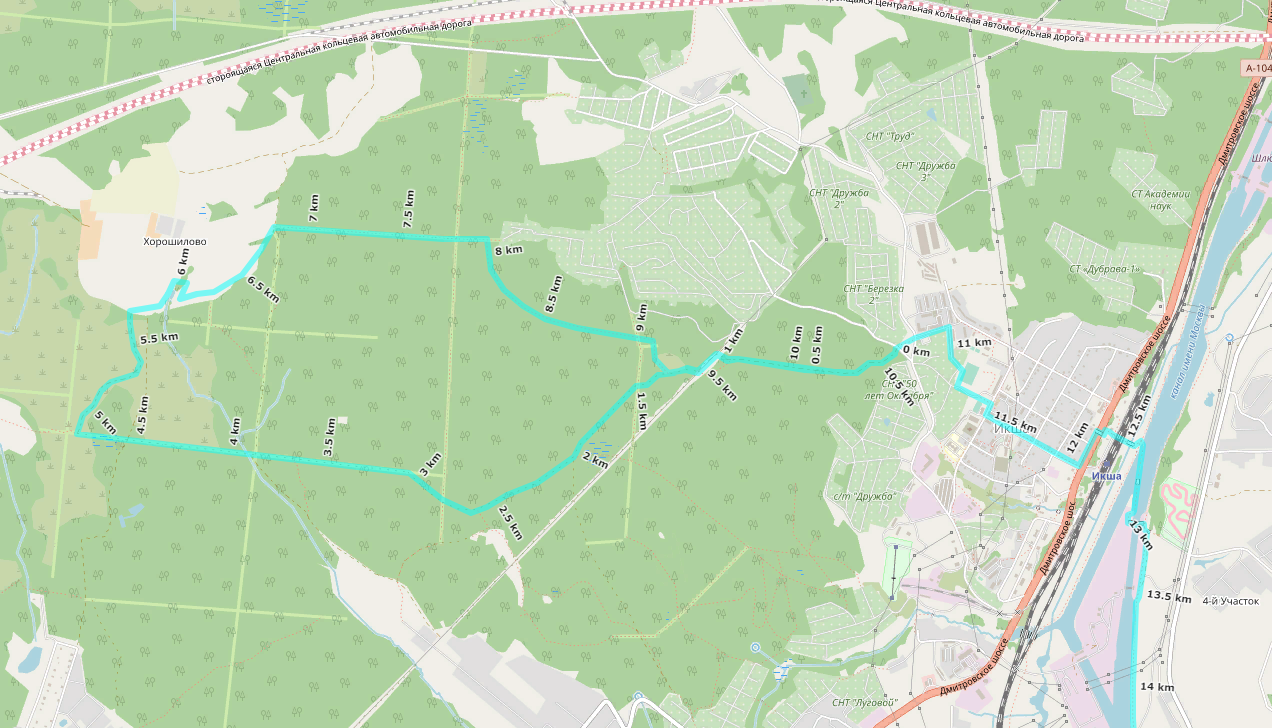 строящаяся Центральная кольцевая автомобильная дорога
строящаяся Центральная кольцевая автомобильная дорога
А-104
Дмитровское шоссе
СНТ "Труд"
СНТ "Дружба
3"
СНТ "Дружба
2"
СТ Академии
наук
7 km
7.5 km
Хорошилово
6 km
8 km
СТ «Дубрава-1»
6.5 km
8.5 km
СНТ "Березка
2"
9 km
канал имени Москвы
5.5 km
1 km
10 km
0.5 km
0 km
11 km
Дмитровское шоссе
9.5 km
10.5 km
СНТ "50
лет Октября"
5 km
4.5 km
4 km
3.5 km
1.5 km
11.5 km
Икша
12 km
12.5 km
3 km
2 km
Икша
с/т "Дружба"
2.5 km
13 km
Дмитровское шос
13.5 km
4-й Участок
Дмитровское шоссе
14 km
СНТ "Луговой"